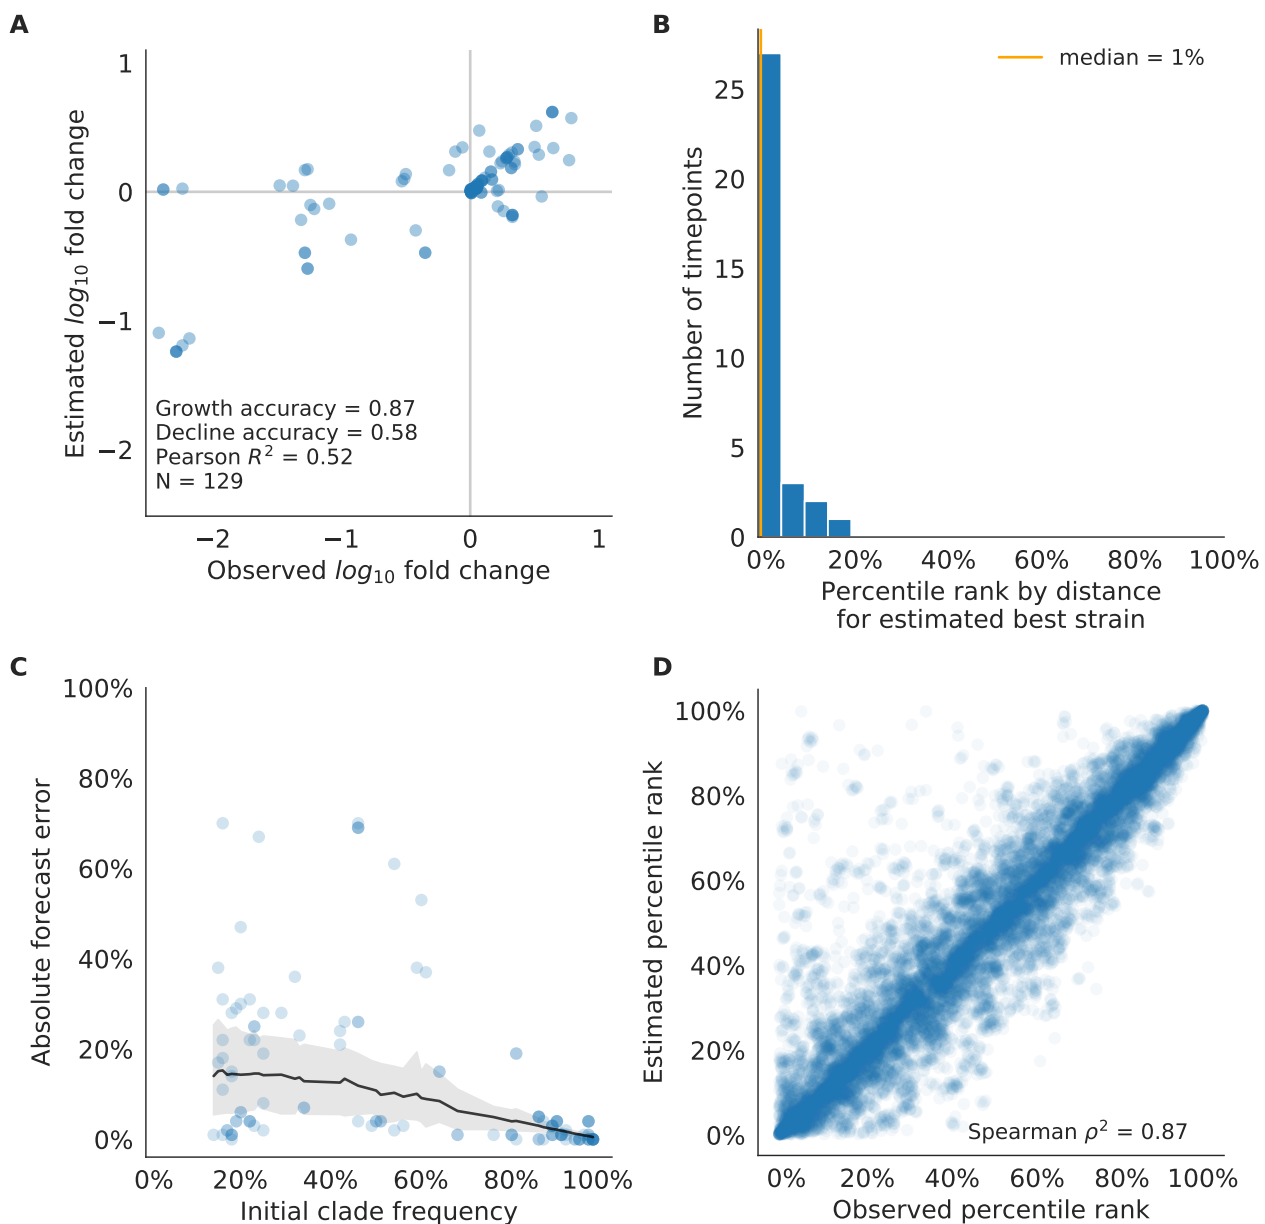 A
1
0
−1
−2
Estimated log10 fold change
Growth accuracy = 0.87
Decline accuracy = 0.58
Pearson R² = 0.52
N = 129
−2
−1
0
1
Observed log10 fold change
B
median = 1%
25
20
15
10
5
0
Number of timepoints
0%
20%
40%
60%
80%
100%
Percentile rank by distance
for estimated best strain
C
100%
80%
60%
40%
20%
0%
Absolute forecast error
0%
20%
40%
60%
80%
100%
Initial clade frequency
D
100%
80%
60%
40%
20%
0%
Estimated percentile rank
Spearman ρ² = 0.87
0%
20%
40%
60%
80%
100%
Observed percentile rank